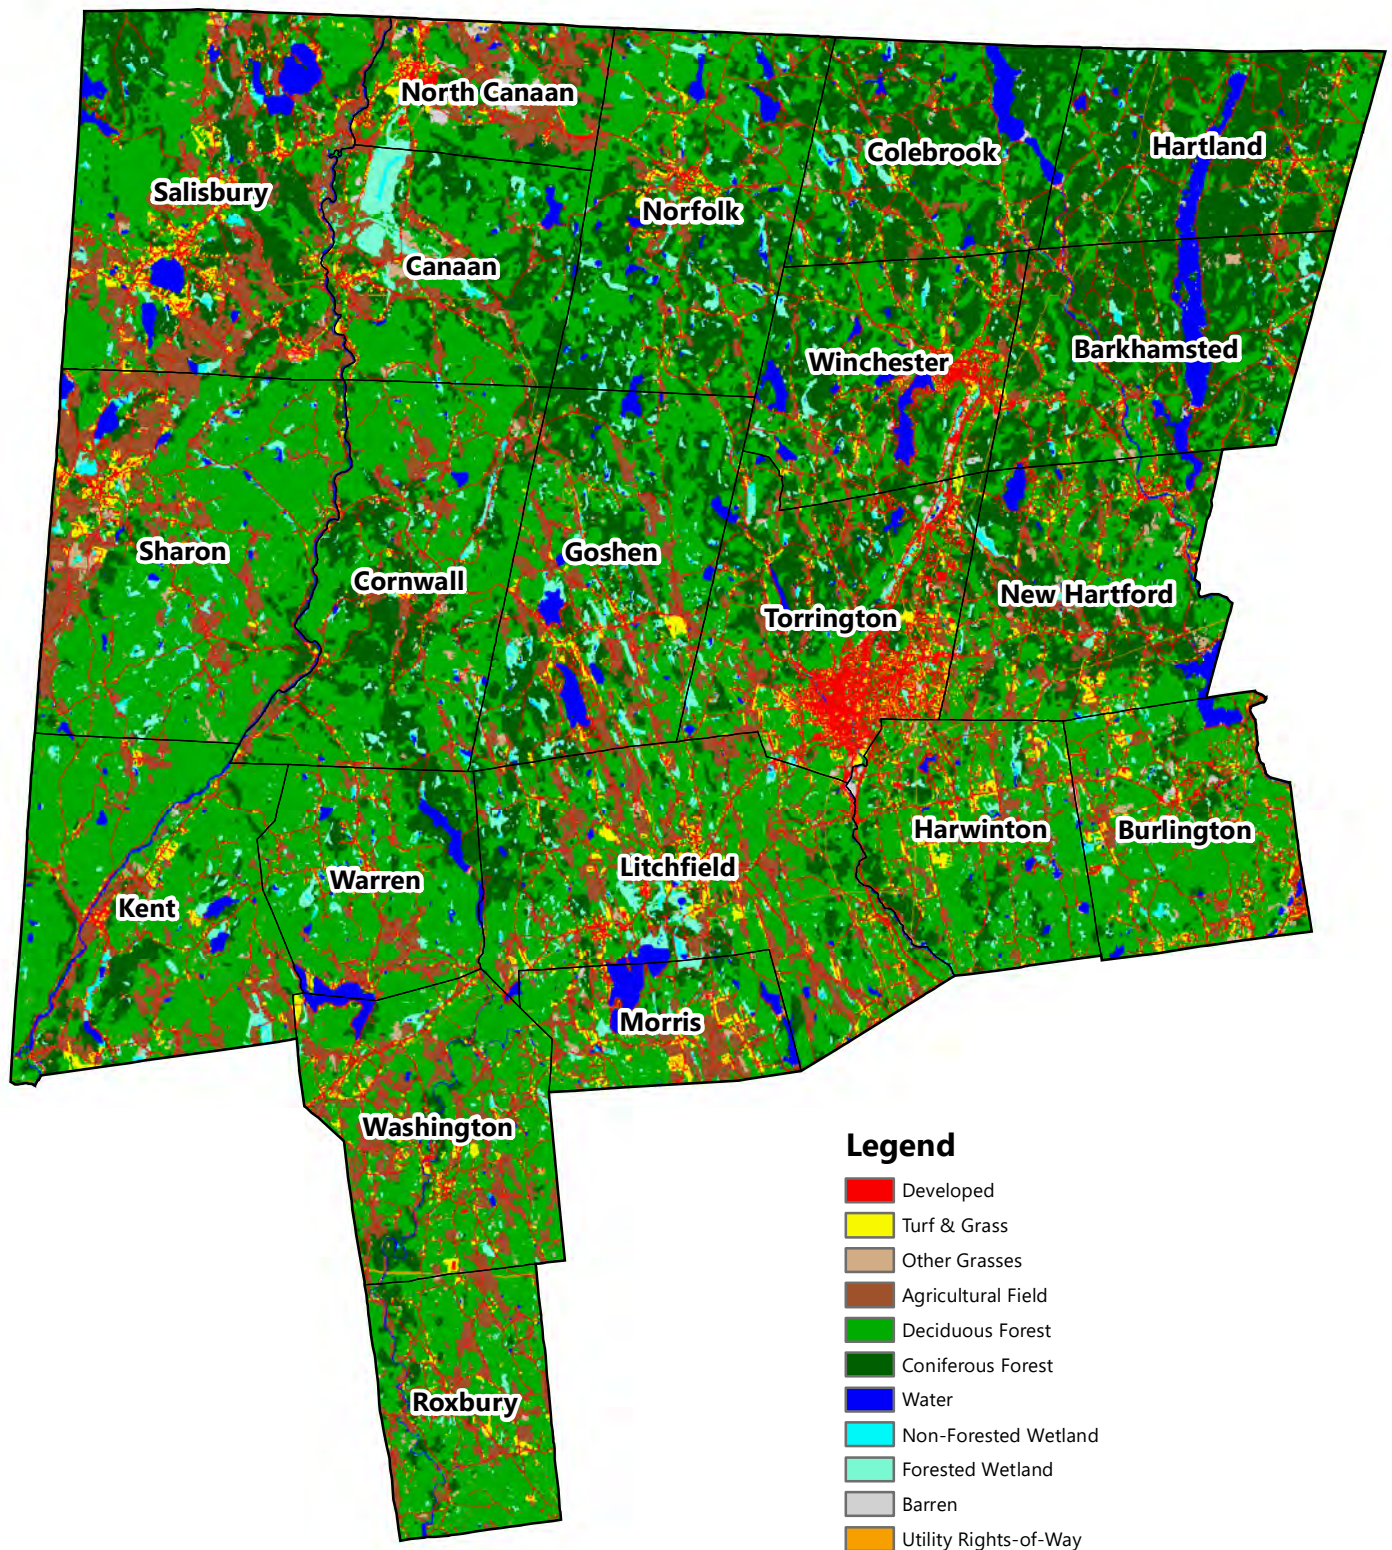 North Canaan
Colebrook
Hartland
Salisbury
Norfolk
Canaan
Winchester
Barkhamsted
Sharon
Cornwall
Goshen
Torrington
New Hartford
Harwinton
Burlington
Litchfield
Warren
Kent
Morris
Washington
Roxbury
Legend
Developed
Turf & Grass
Other Grasses
Agricultural Field
Deciduous Forest
Coniferous Forest
Water
Non-Forested Wetland
Forested Wetland
Barren
Utility Rights-of-Way